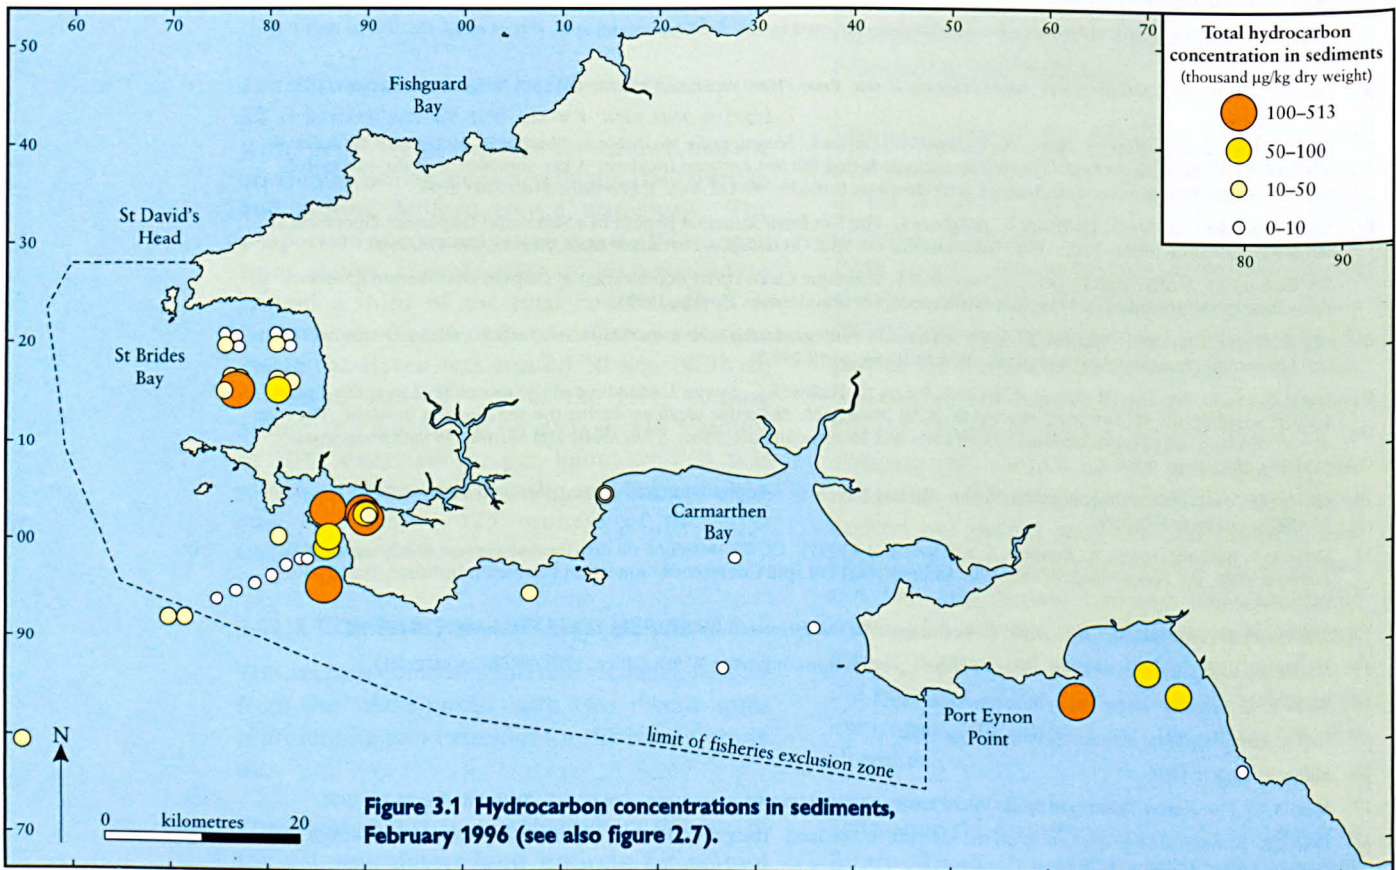 60 70 80 90 00 10 20 30 40 50 60 70
Total hydrocarbon
concentration in sediments
(thousand µg/kg dry weight)
100–513
50–100
10–50
0–10
80 90
50
40
30
20
10
00
90
70
Fishguard
Bay
St David's
Head
St Brides
Bay
Carmarthen
Bay
Port Eynon
Point
limit of fisheries exclusion zone
N
0 kilometres 20
Figure 3.1 Hydrocarbon concentrations in sediments,
February 1996 (see also figure 2.7).